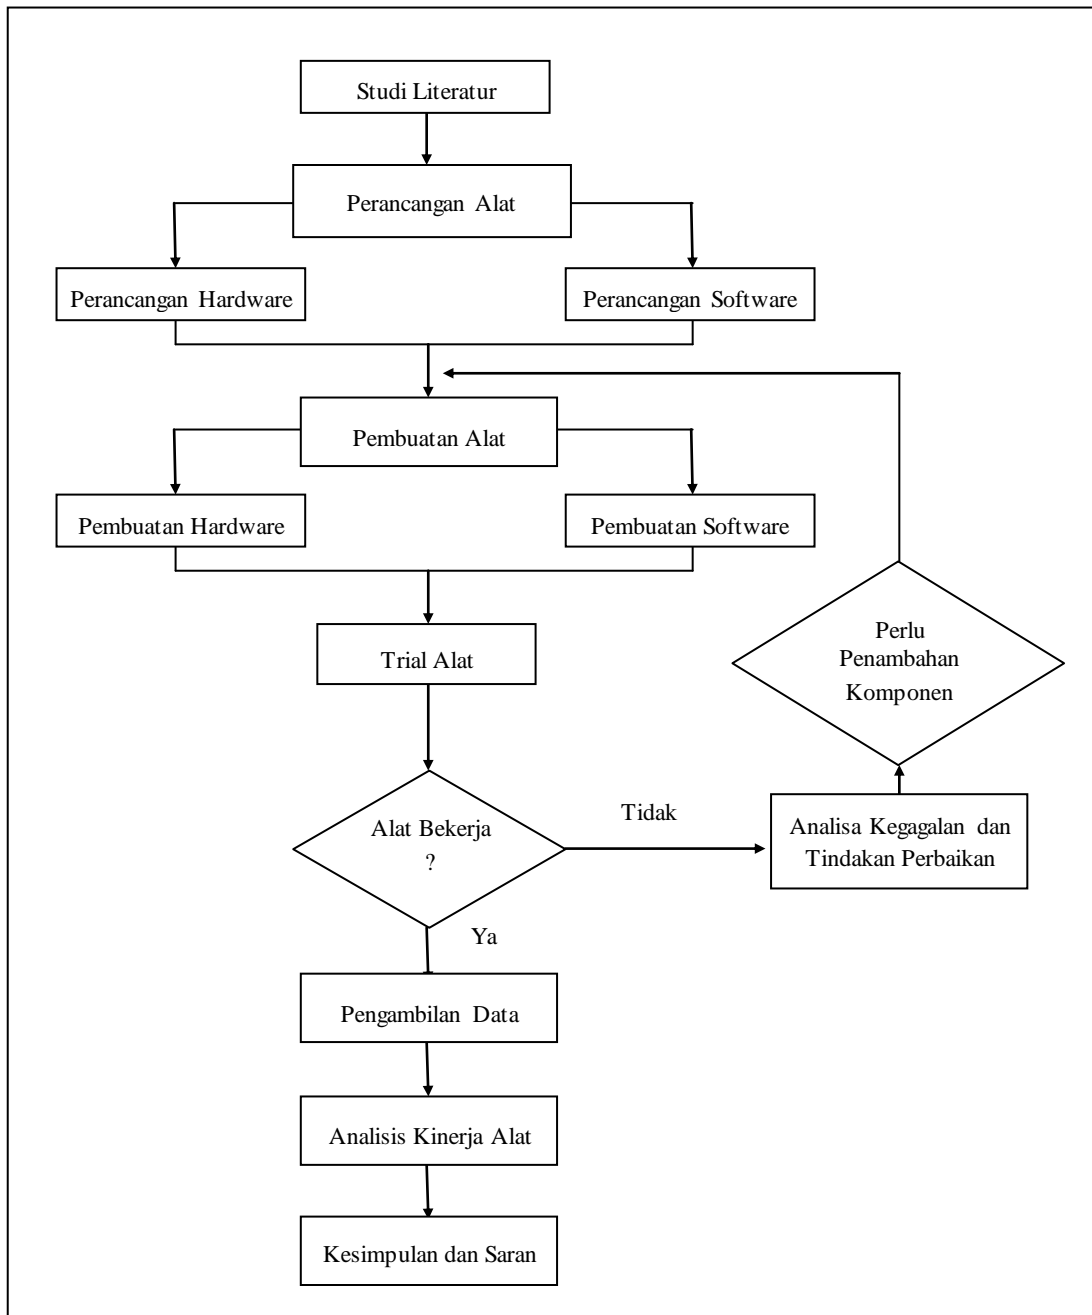 Studi Literatur
Perancangan Alat
Perancangan Hardware
Perancangan Software
Pembuatan Alat
Pembuatan Hardware
Pembuatan Software
Trial Alat
Perlu
Penambahan
Komponen
Alat Bekerja
?
Tidak
Analisa Kegagalan dan
Tindakan Perbaikan
Ya
Pengambilan Data
Analisis Kinerja Alat
Kesimpulan dan Saran